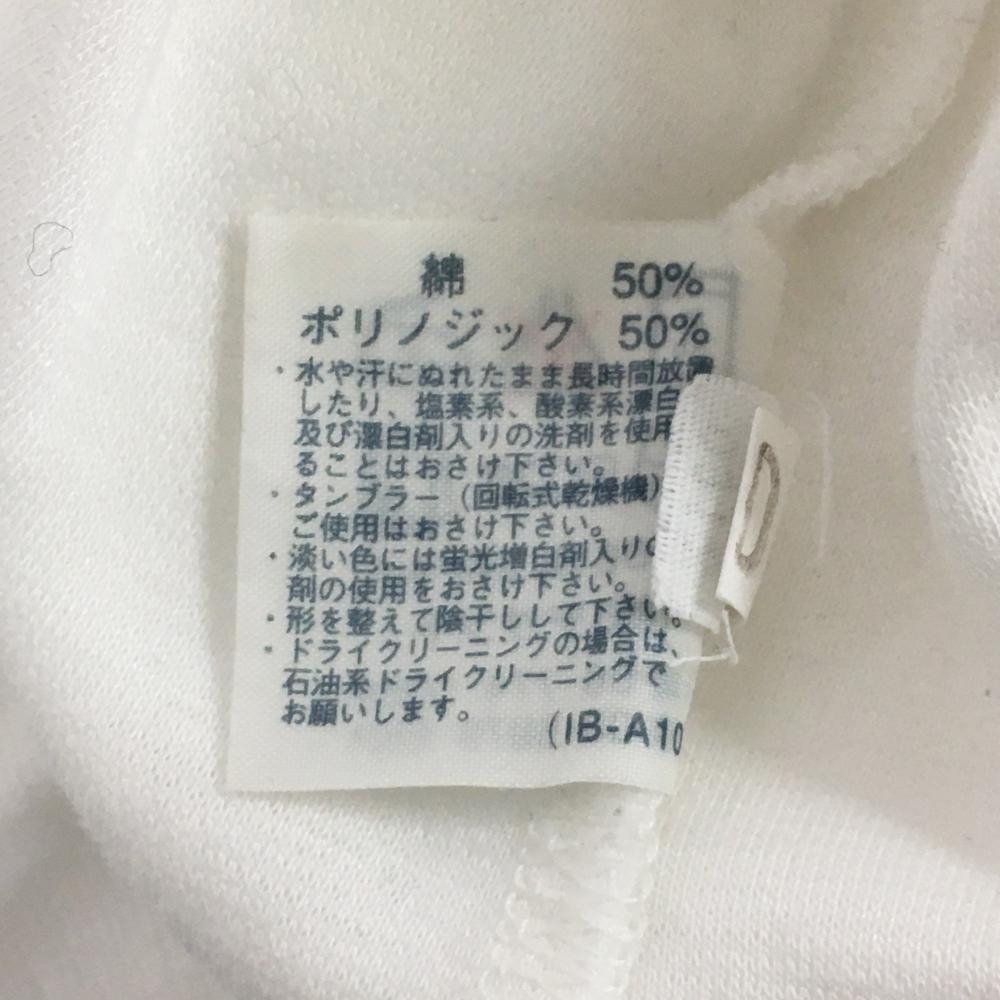 綿 50%
ポリノジック 50%
・水や汗にぬれたまま長時間放置
したり、塩素系、酸素系漂白
及び漂白剤入りの洗剤を使用
ることはおさけ下さい。
・タンブラー（回転式乾燥機）
ご使用はおさけ下さい。
・淡い色には蛍光増白剤入りの
剤の使用をおさけ下さい。
・形を整えて陰干しして下さい。
・ドライクリーニングの場合は、
石油系ドライクリーニングで
お願いします。
(IB-A10